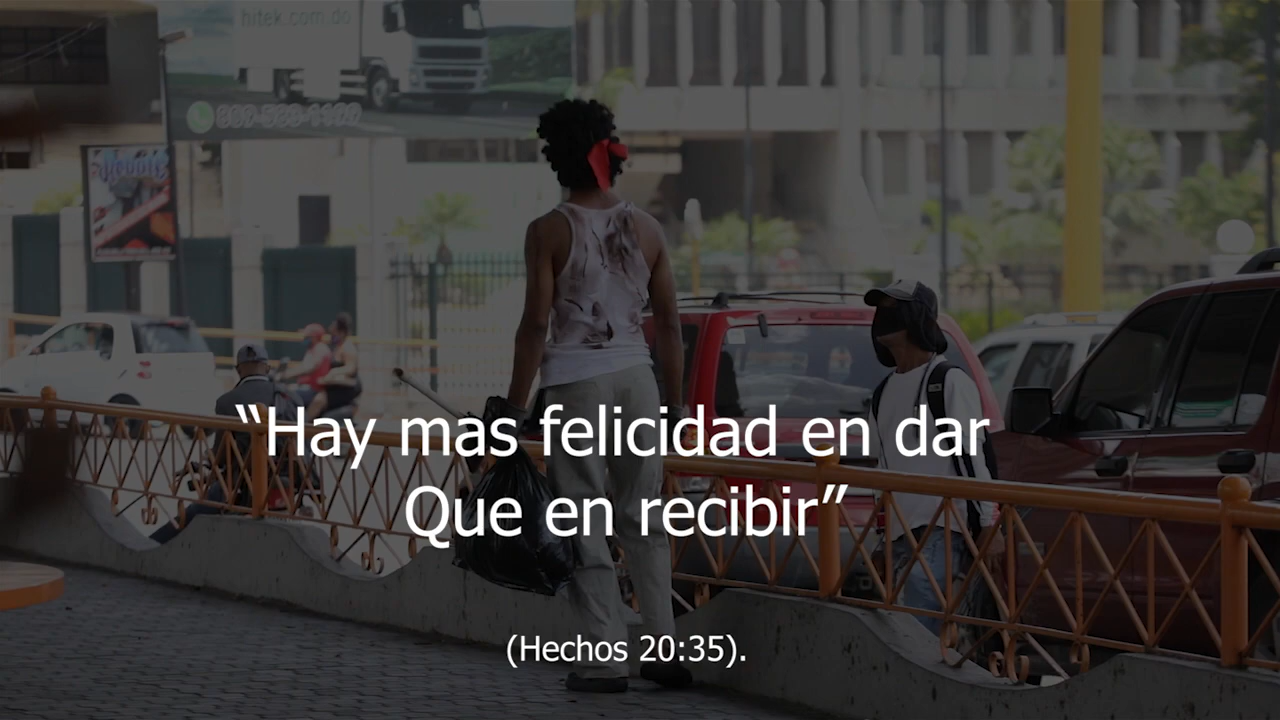 hitek.com.do
“Hay mas felicidad en dar
Que en recibir”
(Hechos 20:35).